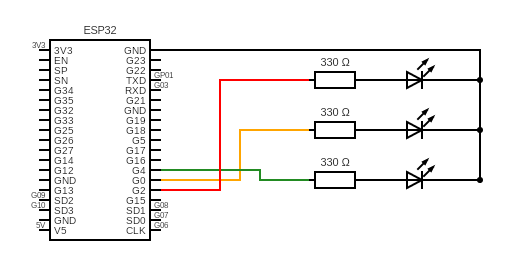 ESP32
3V3 3V3 GND
EN G23
SP G22
SN TXD GP01
G34 RXD G03
G35 G21
G32 GND
G33 G19
G25 G18
G26 G5
G27 G17
G14 G16
G12 G4
GND G0
G13 G2
G09 SD2 G15
G10 SD3 SD1 G08
GND SD0 G07
5V V5 CLK G06
330 Ω
330 Ω
330 Ω